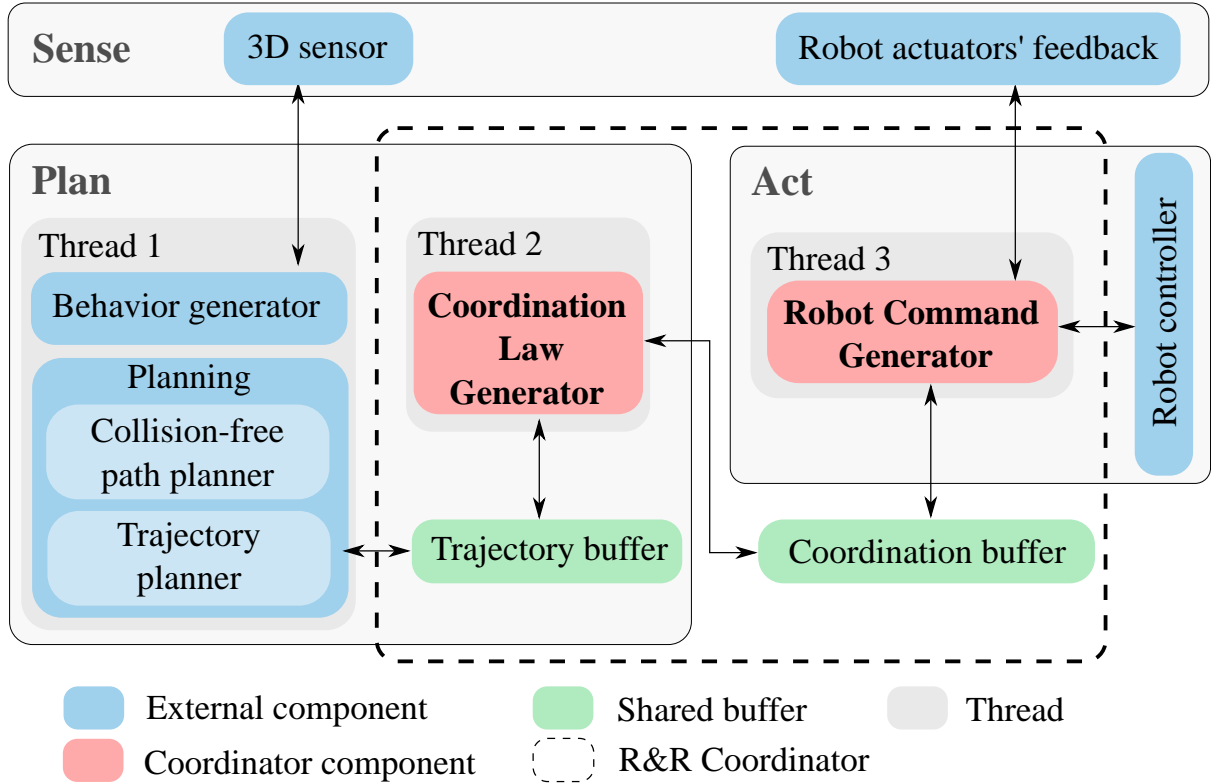 Sense
3D sensor
Robot actuators' feedback
Plan
Thread 1
Behavior generator
Planning
Collision-free
path planner
Trajectory
planner
Thread 2
Coordination
Law
Generator
Trajectory buffer
Act
Thread 3
Robot Command
Generator
Robot controller
Coordination buffer
External component
Shared buffer
Thread
Coordinator component
R&R Coordinator